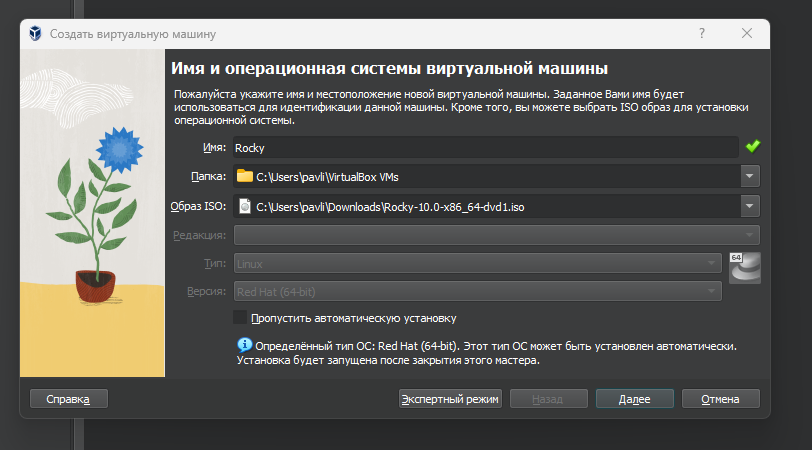 Создать виртуальную машину
?
Имя и операционная системы виртуальной машины
Пожалуйста укажите имя и местоположение новой виртуальной машины. Заданное Вами имя будет
использоваться для идентификации данной машины. Кроме того, вы можете выбрать ISO образ для установки
операционной системы.
Имя: Rocky
Папка: C:\Users\pavli\VirtualBox VMs
Образ ISO: C:\Users\pavli\Downloads\Rocky-10.0-x86_64-dvd1.iso
Редакция:
Тип: Linux
64
Версия: Red Hat (64-bit)
Пропустить автоматическую установку
Определённый тип ОС: Red Hat (64-bit). Этот тип ОС может быть установлен автоматически.
Установка будет запущена после закрытия этого мастера.
Справка Экспертный режим Назад Далее Отмена